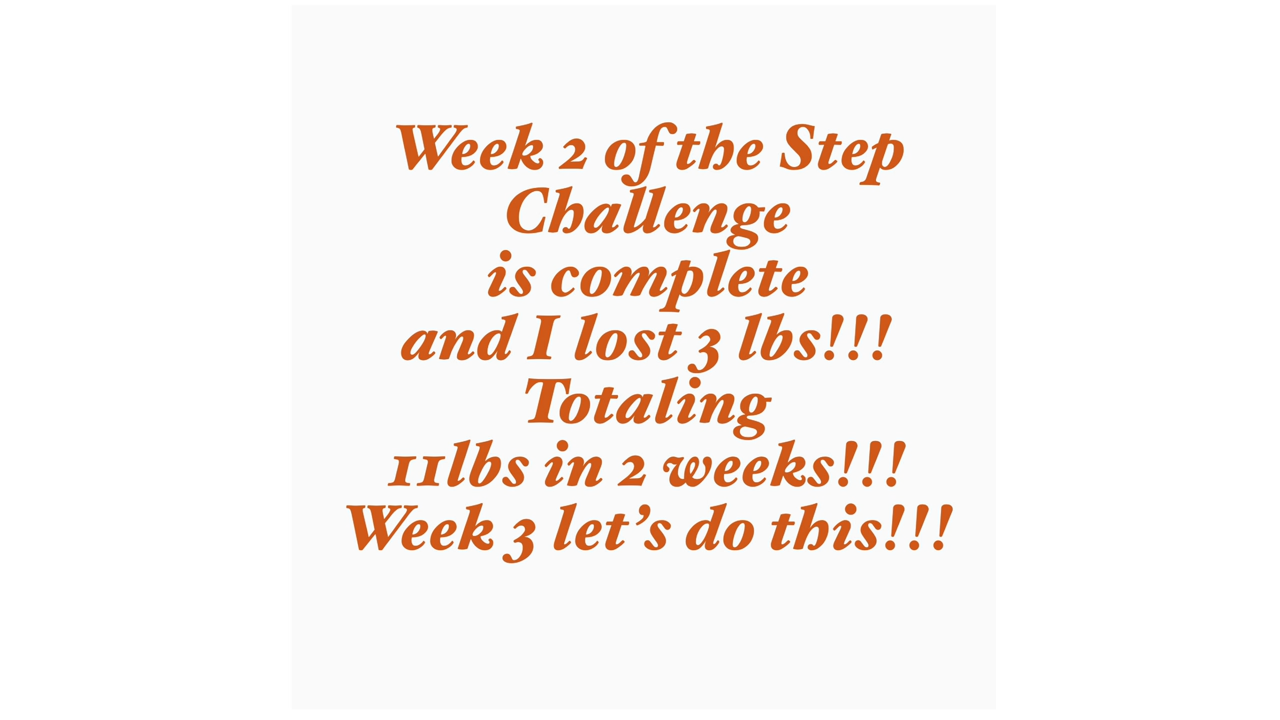 Week 2 of the Step
Challenge
is complete
and I lost 3 lbs!!!
Totaling
11lbs in 2 weeks!!!
Week 3 let’s do this!!!